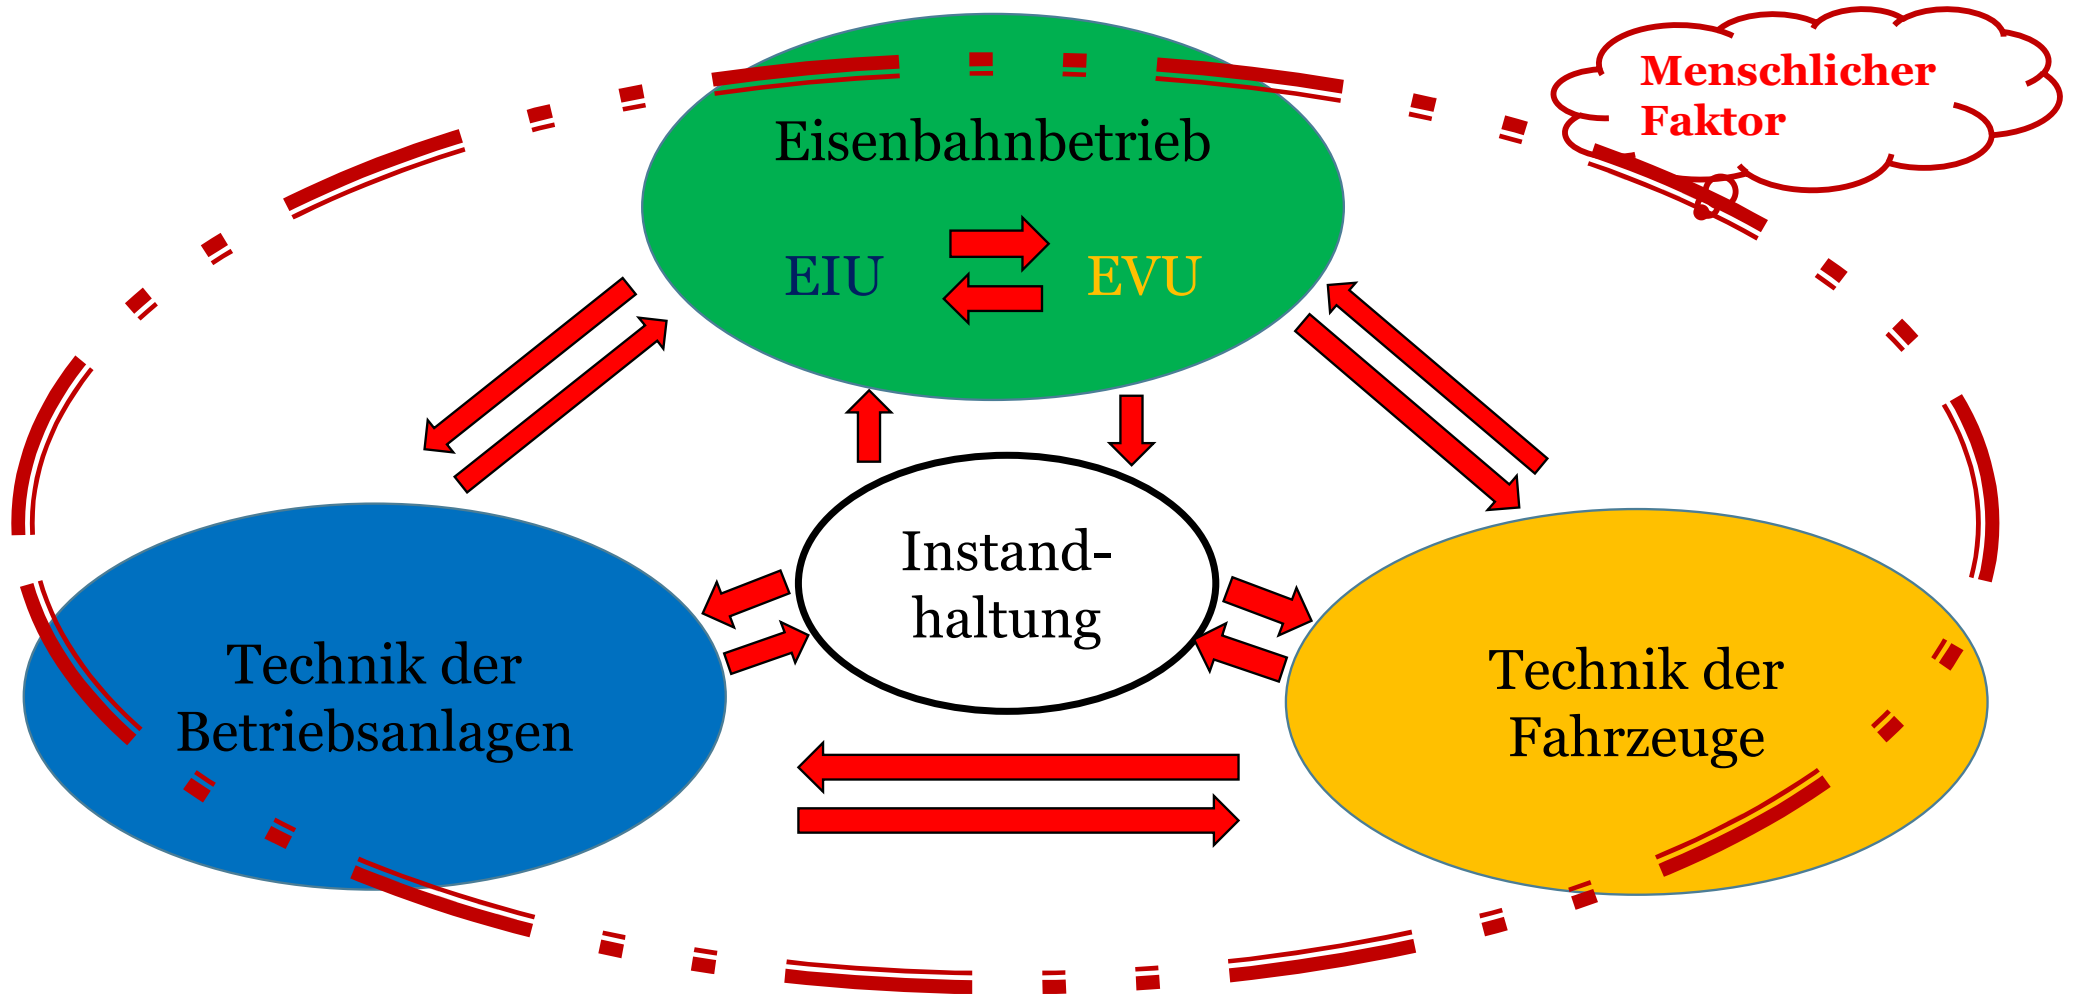 Menschlicher
Faktor
Eisenbahnbetrieb
EIU
EVU
Instand-
haltung
Technik der
Betriebsanlagen
Technik der
Fahrzeuge